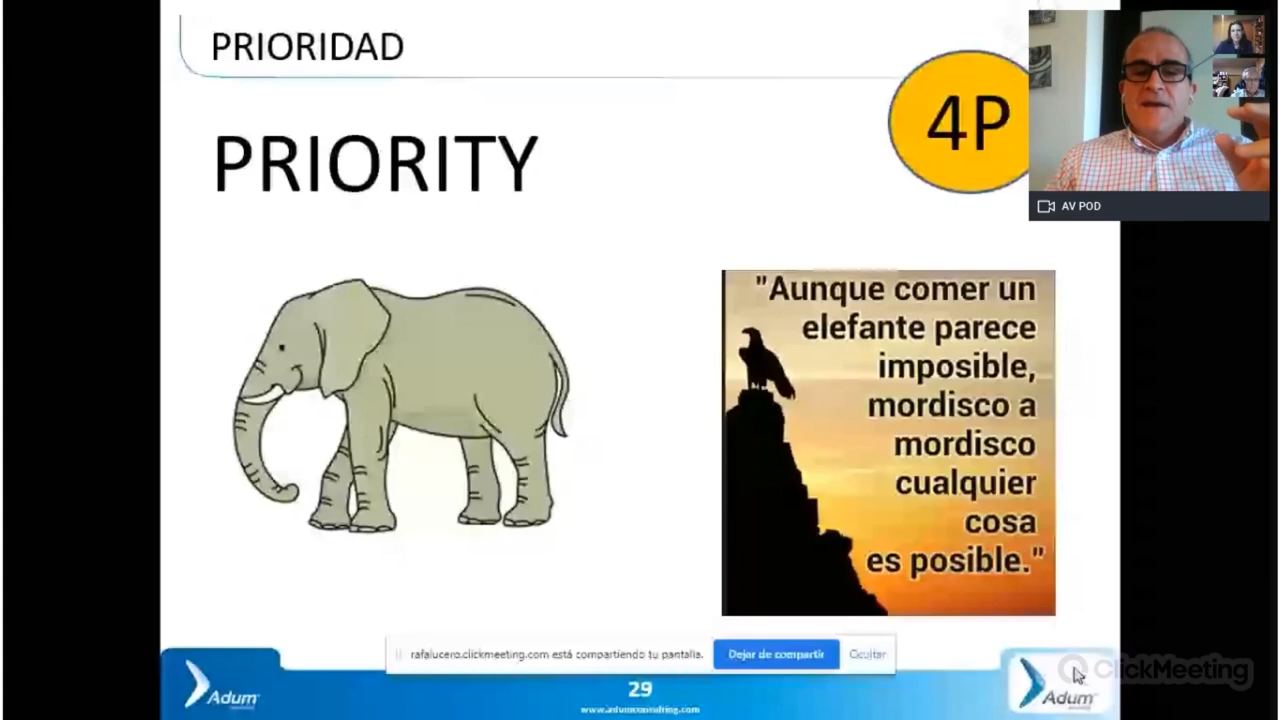 PRIORIDAD
PRIORITY
4P
AV POD
"Aunque comer un
elefante parece
imposible,
mordisco a
mordisco
cualquier
cosa
es posible."
rafalucero.clickmeeting.com está compartiendo tu pantalla.
Dejar de compartir
Ocultar
Adum
29
www.adumconsulting.com
ClickMeeting
Adum